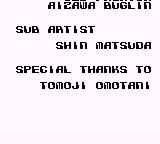 AIZAWA BUGLIN
SUB ARTIST
SHIN MATSUDA
SPECIAL THANKS TO
TOMOJI OMOTANI